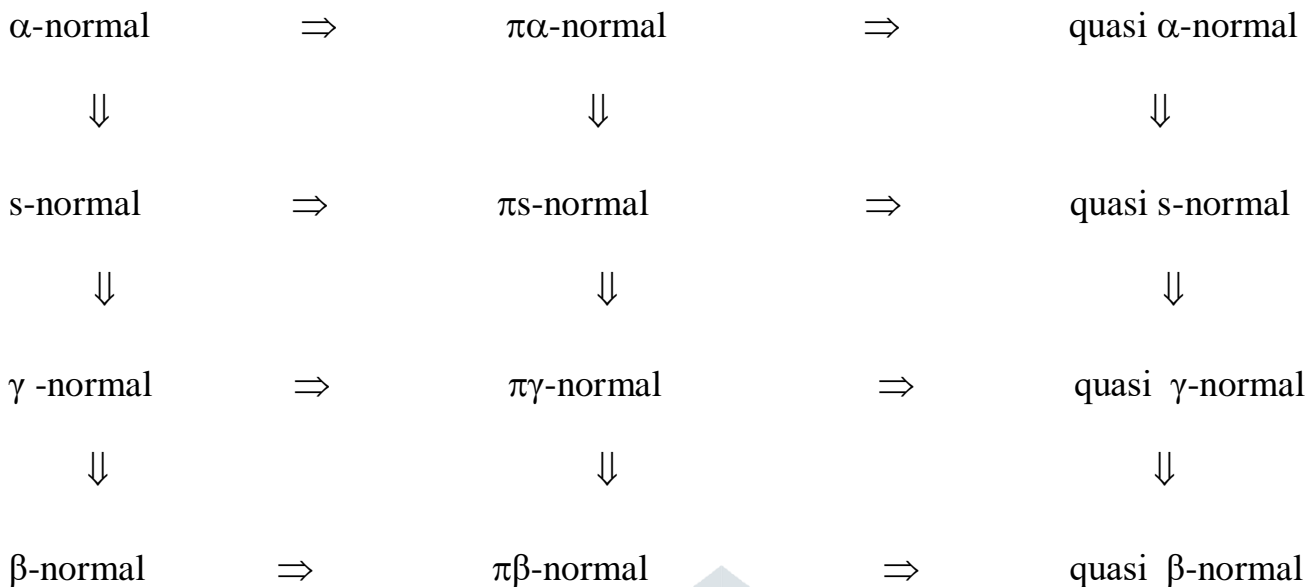 α-normal ⇒ πα-normal ⇒ quasi α-normal
⇓ ⇓ ⇓
s-normal ⇒ πs-normal ⇒ quasi s-normal
⇓ ⇓ ⇓
γ -normal ⇒ πγ-normal ⇒ quasi γ-normal
⇓ ⇓ ⇓
β-normal ⇒ πβ-normal ⇒ quasi β-normal